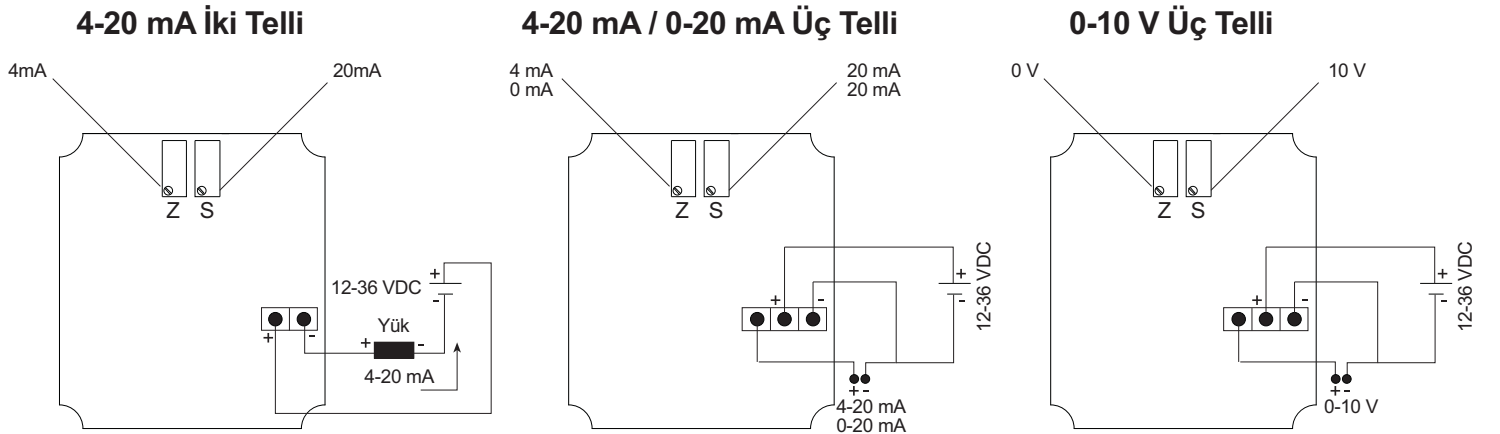 4-20 mA İki Telli
4mA
20mA
Z S
12-36 VDC
+
-
+ -
Yük
+ -
4-20 mA
4-20 mA / 0-20 mA Üç Telli
4 mA
0 mA
20 mA
20 mA
Z S
+ -
+
-
12-36 VDC
+ -
4-20 mA
0-20 mA
0-10 V Üç Telli
0 V
10 V
Z S
+ -
+
-
12-36 VDC
+ -
0-10 V